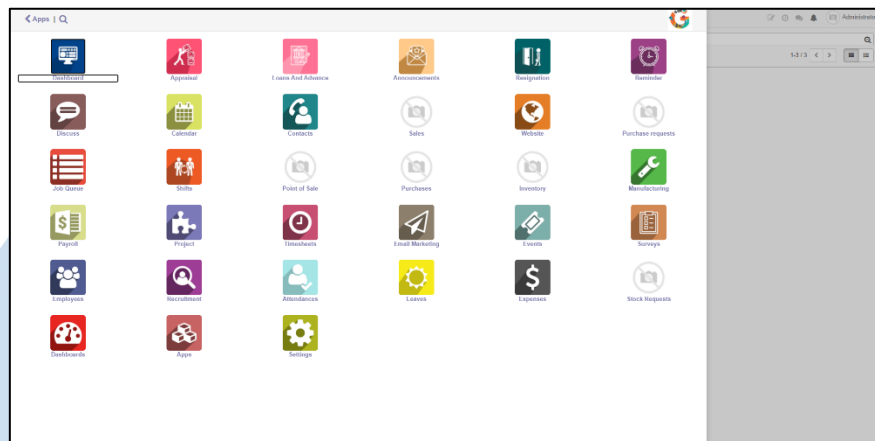 Apps
Administrator
1-3 / 3
Dashboard
Appraisal
Loans And Advance
Announcements
Resignation
Reminder
Discuss
Calendar
Contacts
Sales
Website
Purchase requests
Job Queue
Shifts
Point of Sale
Purchases
Inventory
Manufacturing
Payroll
Project
Timesheets
Email Marketing
Events
Surveys
Employees
Recruitment
Attendances
Leaves
Expenses
Stock Requests
Dashboards
Apps
Settings